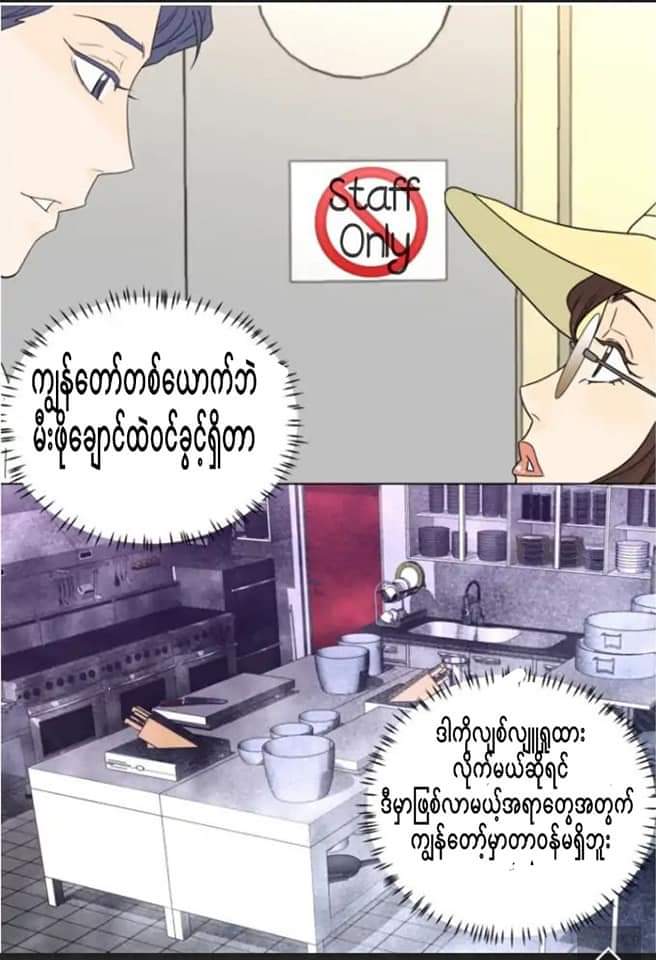 Staff
Only
ကျွန်တော်တစ်ယောက်ဘဲ
မီးဖိုချောင်ထဲဝင်ခွင့်ရှိတာ
ဒါကိုလျစ်လျူရှုထား
လိုက်မယ်ဆိုရင်
ဒီမှာဖြစ်လာမယ့်အရာတွေအတွက်
ကျွန်တော့်မှာတာဝန်မရှိဘူး